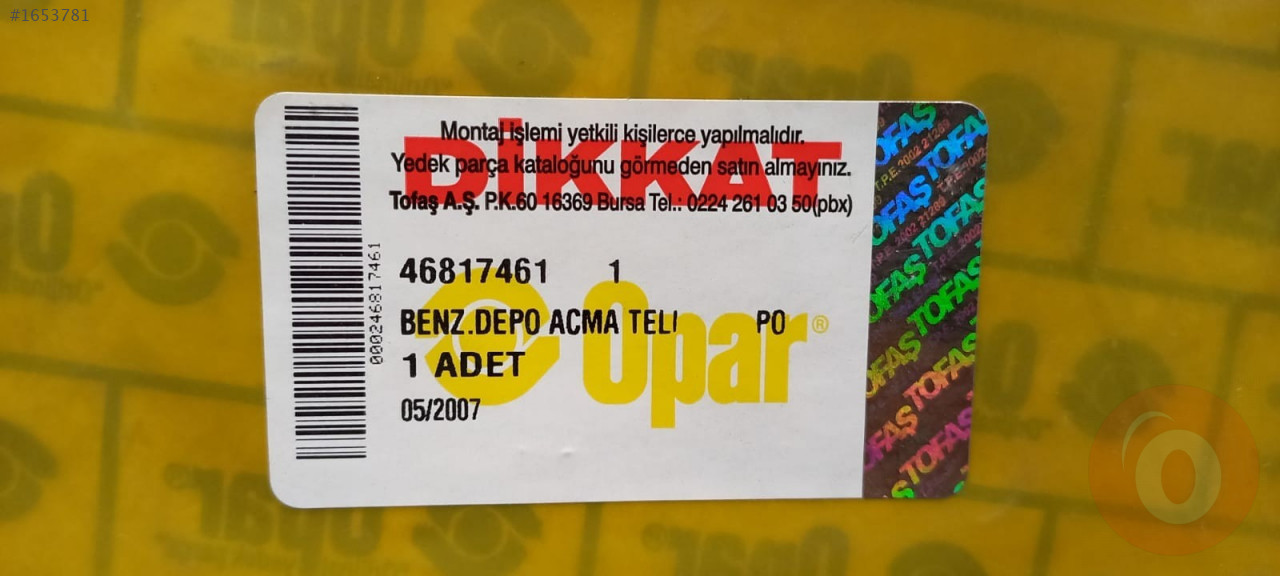 #1653781
DİKKAT
Montaj işlemi yetkili kişilerce yapılmalıdır.
Yedek parça kataloğunu görmeden satın almayınız.
Tofaş A.Ş. P.K.60 16369 Bursa Tel.: 0224 261 03 50(pbx)
000246817461
46817461 1
BENZ.DEPO ACMA TELI PO
Opar®
1 ADET
05/2007
TOFAŞ
T.P.E. 2002 21289
TOFAŞ
TOFAŞ
TOFAŞ
TOFAŞ
TOFAŞ